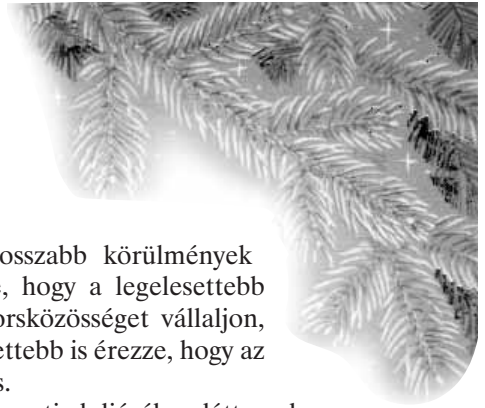 osszabb körülmények
, hogy a legelesettebb
orsközösséget vállaljon,
ettebb is érezze, hogy az
s.